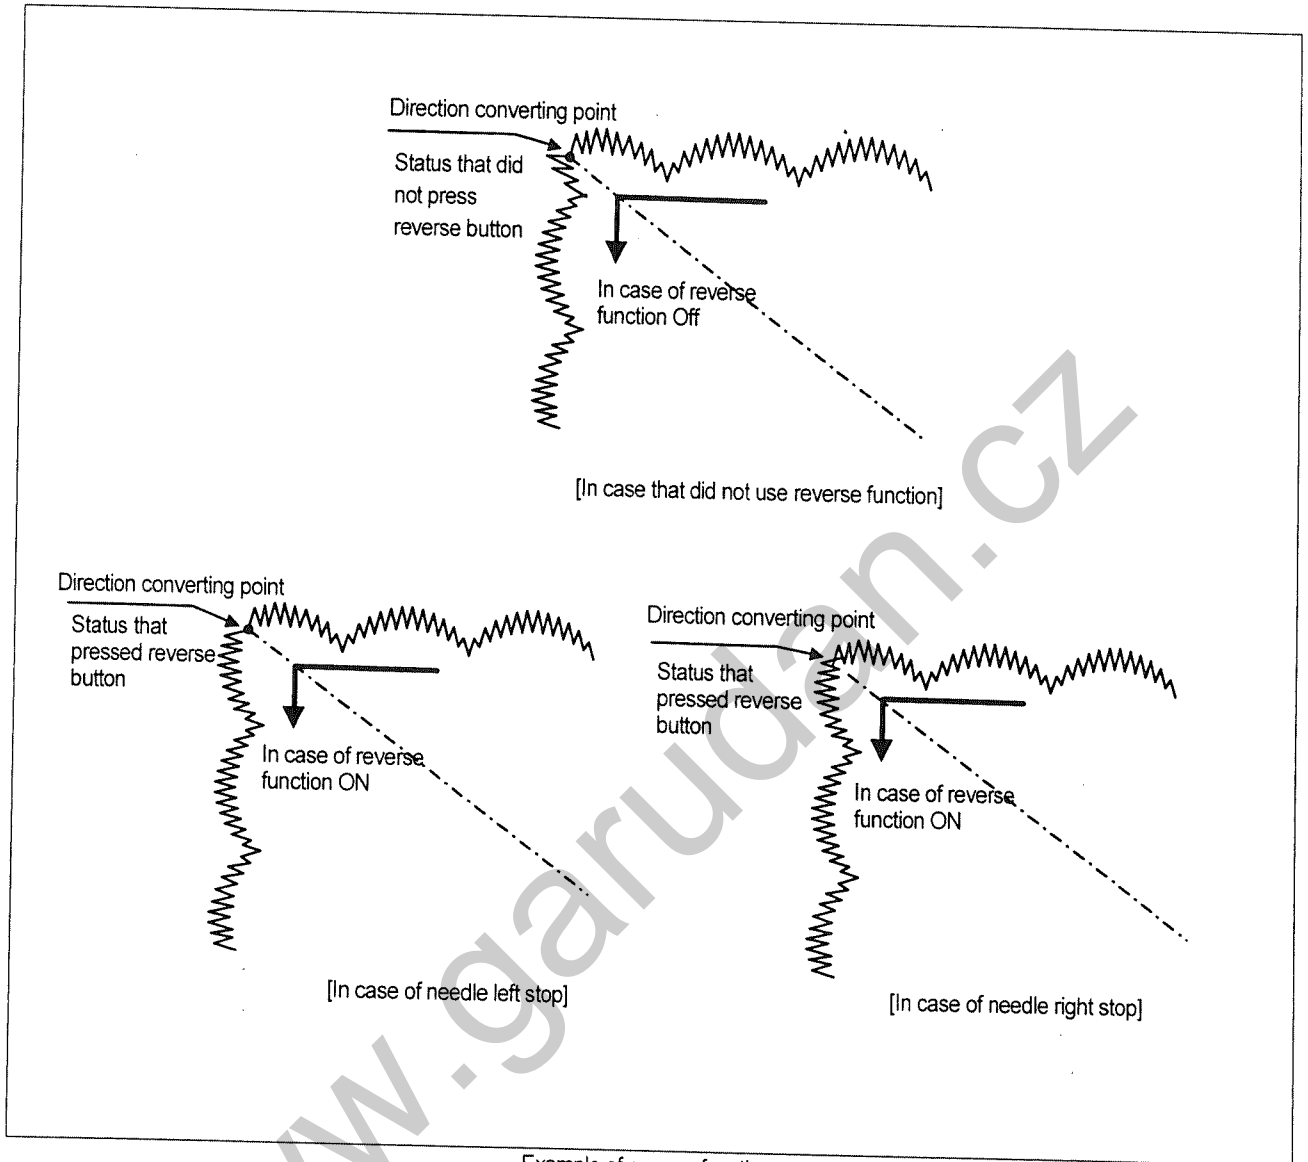 Direction converting point
Status that did
not press
reverse button
In case of reverse
function Off
[In case that did not use reverse function]
Direction converting point
Status that
pressed reverse
button
In case of reverse
function ON
[In case of needle left stop]
Direction converting point
Status that
pressed reverse
button
In case of reverse
function ON
[In case of needle right stop]
w.garudan.cz
Example of